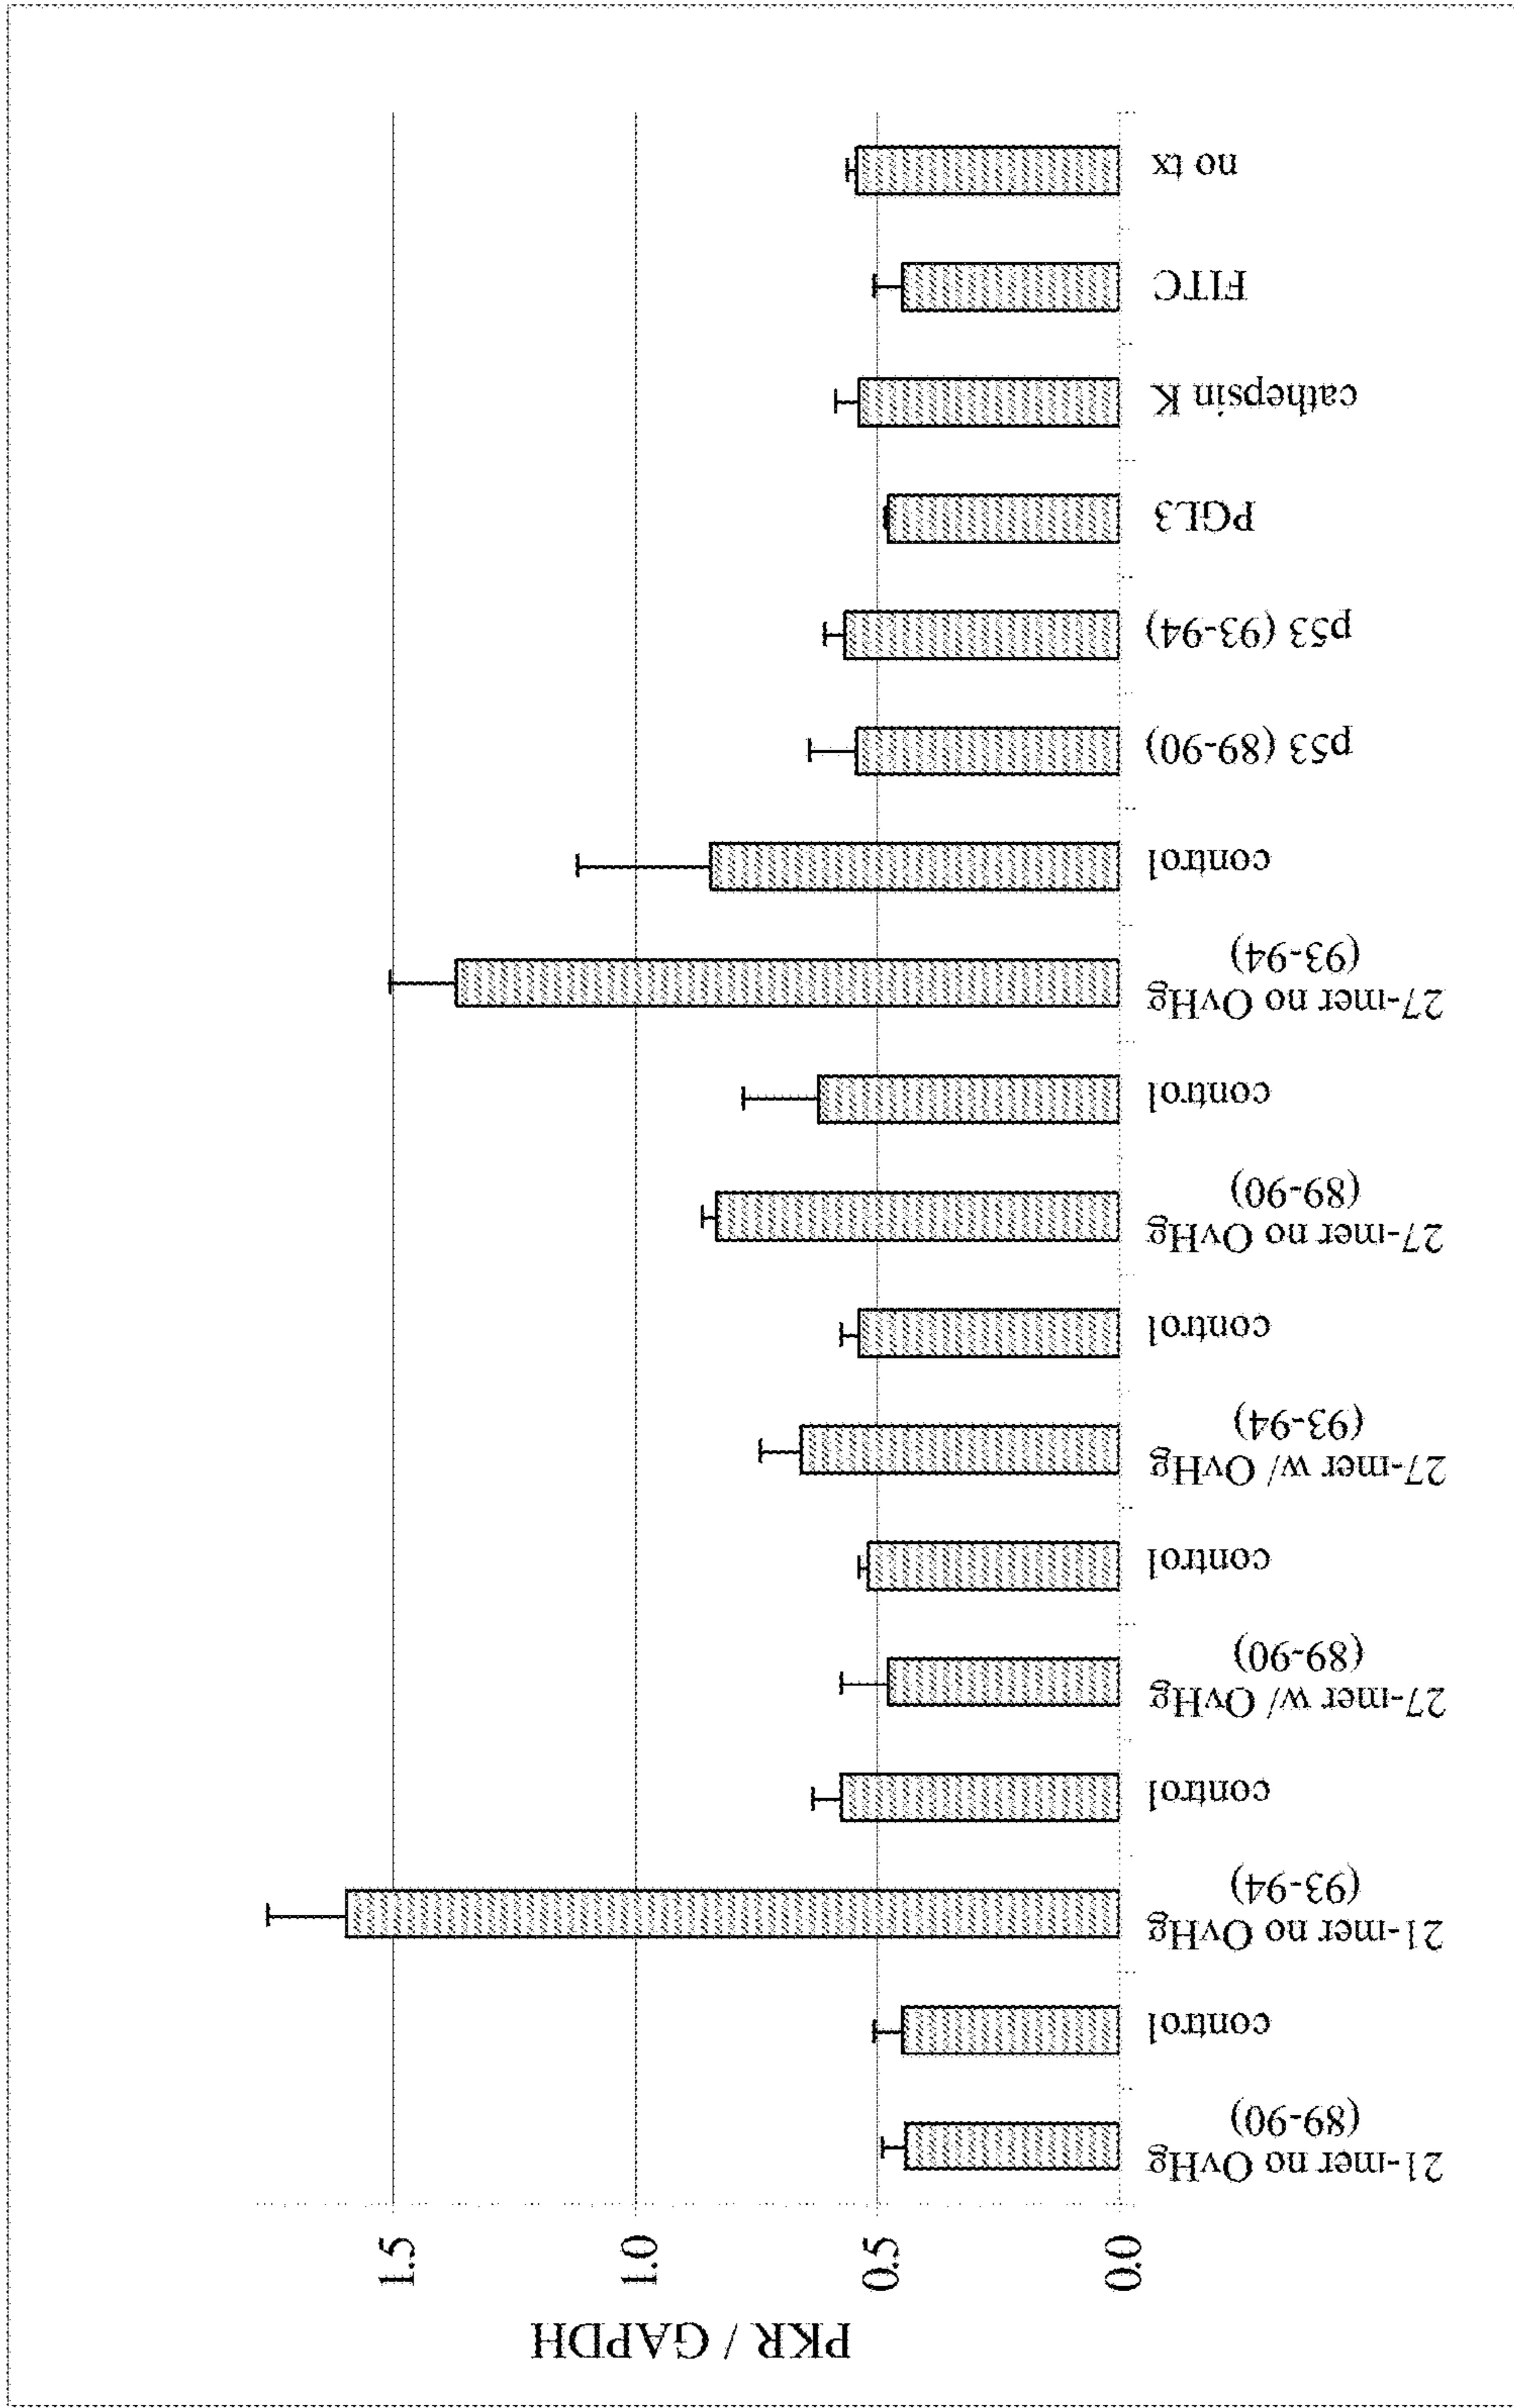 PKR / GAPDH
1.5
1.0
0.5
0.0
21-mer no OvHg
(89-90)
control
21-mer no OvHg
(93-94)
control
27-mer w/ OvHg
(89-90)
control
27-mer w/ OvHg
(93-94)
control
27-mer no OvHg
(89-90)
control
27-mer no OvHg
(93-94)
control
p53 (89-90)
p53 (93-94)
PGL3
cathepsin K
FITC
no tx